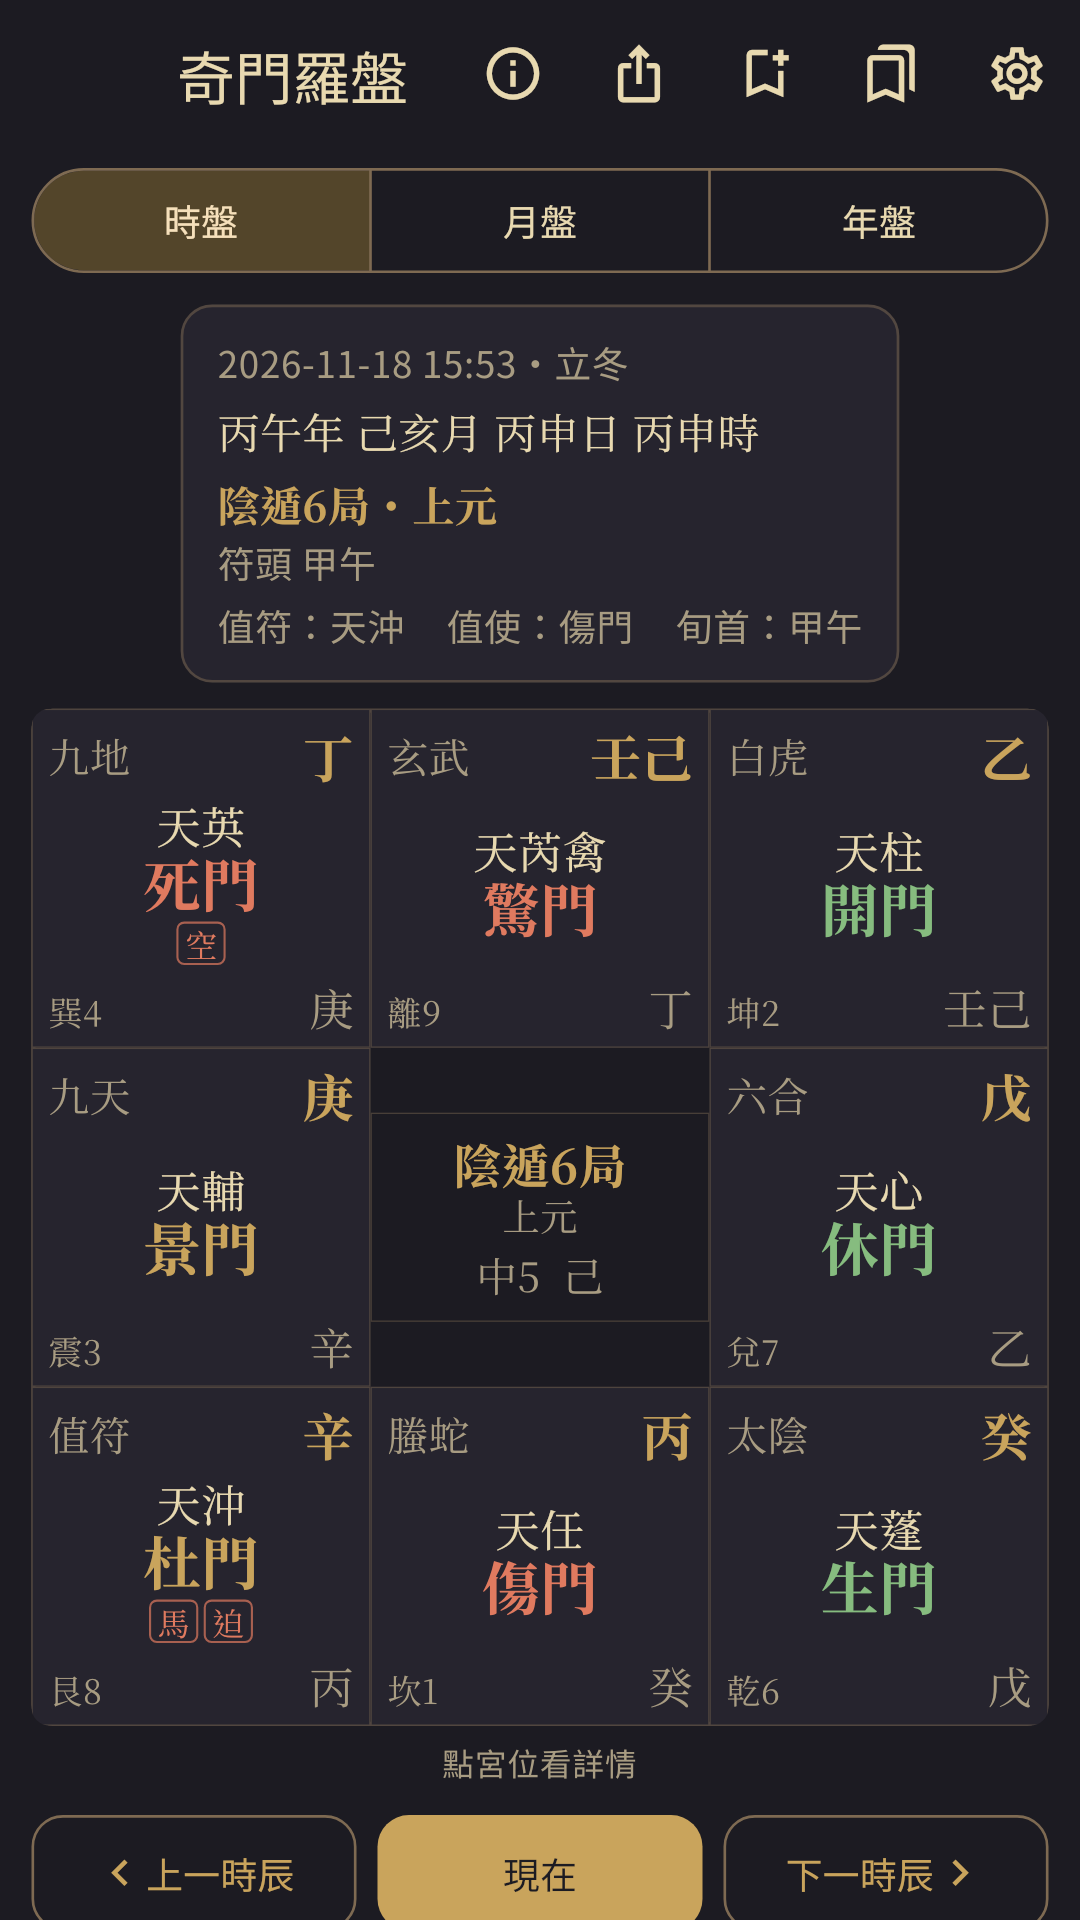 奇門羅盤
時盤 月盤 年盤
2026-11-18 15:53・立冬
丙午年 己亥月 丙申日 丙申時
陰遁6局・上元
符頭 甲午
值符：天沖 值使：傷門 旬首：甲午
九地 丁
天英
死門
空
巽4 庚
玄武 壬己
天芮禽
驚門
離9 丁
白虎 乙
天柱
開門
坤2 壬己
九天 庚
天輔
景門
震3 辛
陰遁6局
上元
中5 己
六合 戊
天心
休門
兌7 乙
值符 辛
天沖
杜門
馬 迫
艮8 丙
螣蛇 丙
天任
傷門
坎1 癸
太陰 癸
天蓬
生門
乾6 戊
點宮位看詳情
上一時辰 現在 下一時辰